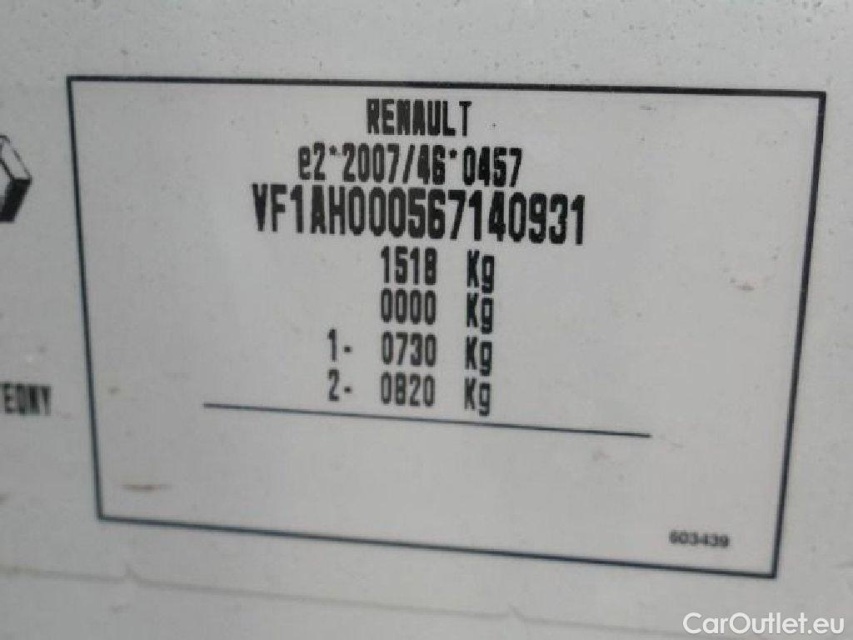 RENAULT
e2*2007/46*0457
VF1AH000567140931
1518 Kg
0000 Kg
1- 0730 Kg
2- 0820 Kg
603439
CarOutlet.eu